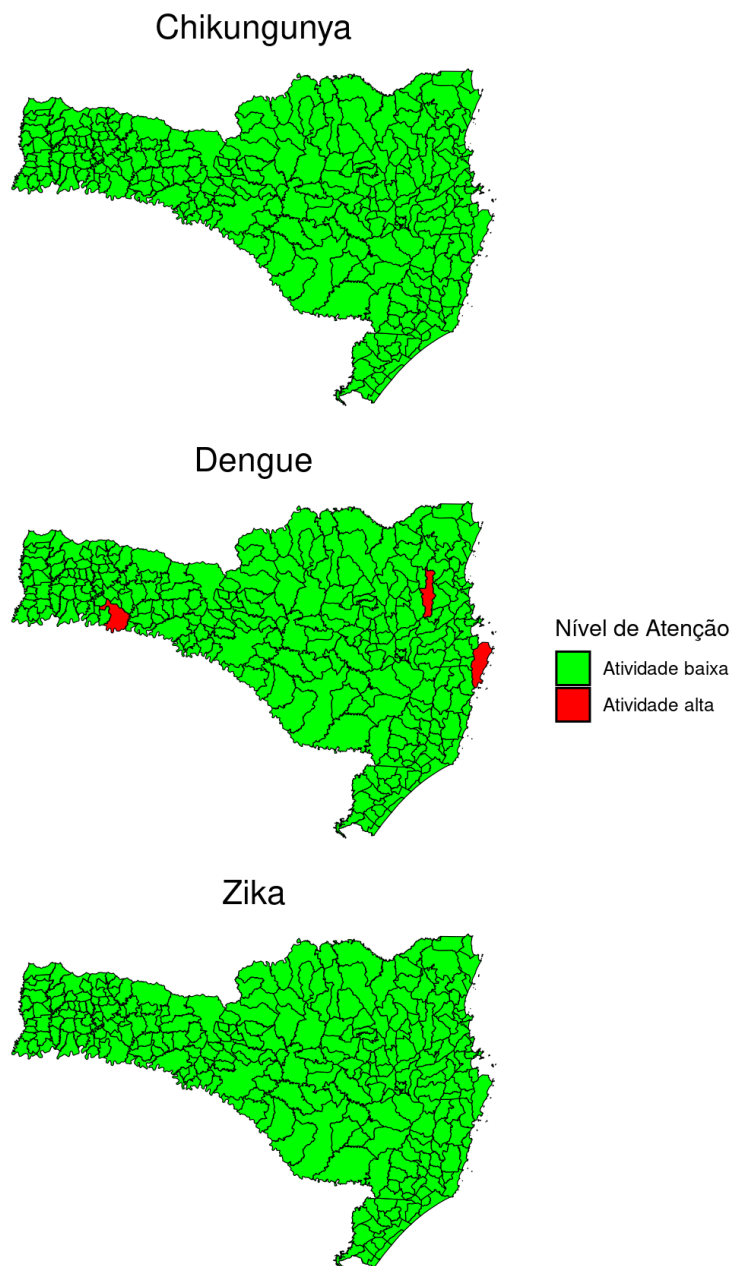 Chikungunya
Dengue
Nível de Atenção
Atividade baixa
Atividade alta
Zika